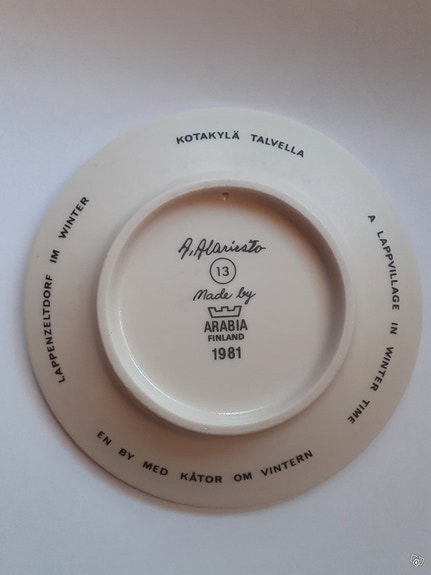 KOTAKYLÄ TALVELLA
A LAPPVILLAGE IN WINTER TIME
EN BY MED KÅTOR OM VINTERN
LAPPENZELTDORF IM WINTER
A. Alariesto
13
Made by
ARABIA
FINLAND
1981